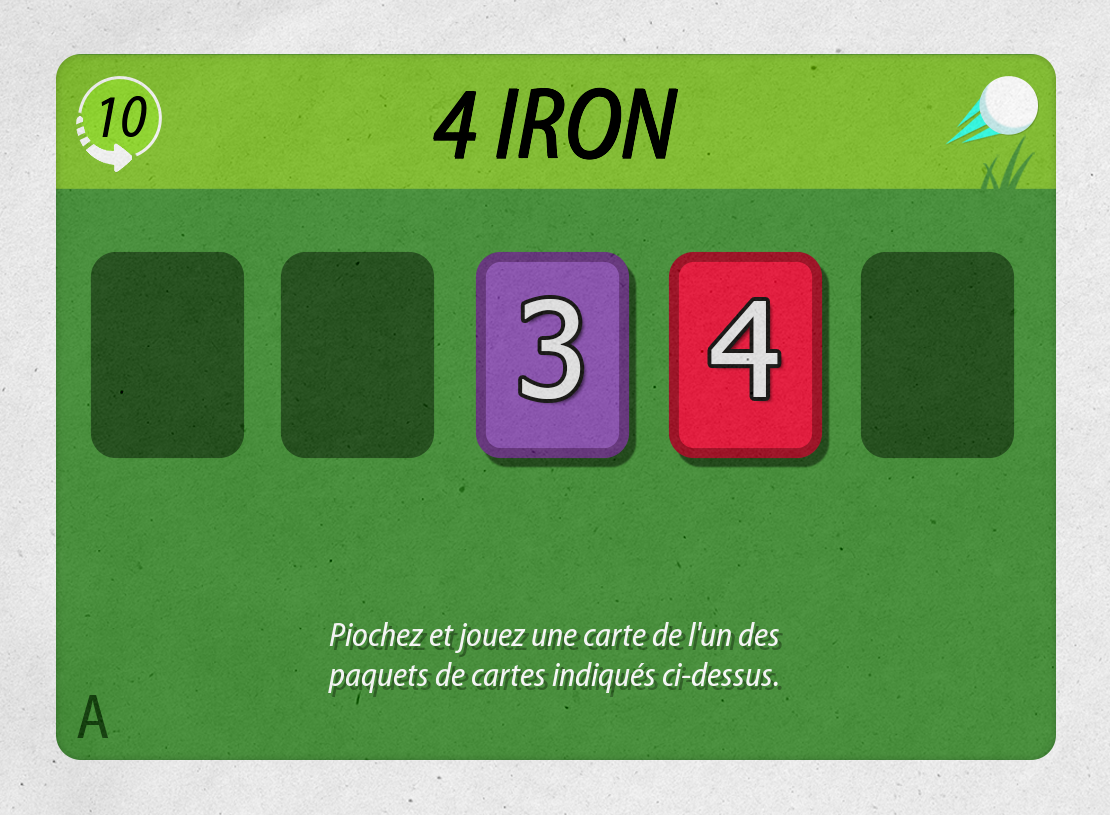 10
4 IRON
3
4
Piochez et jouez une carte de l'un des
paquets de cartes indiqués ci-dessus.
A